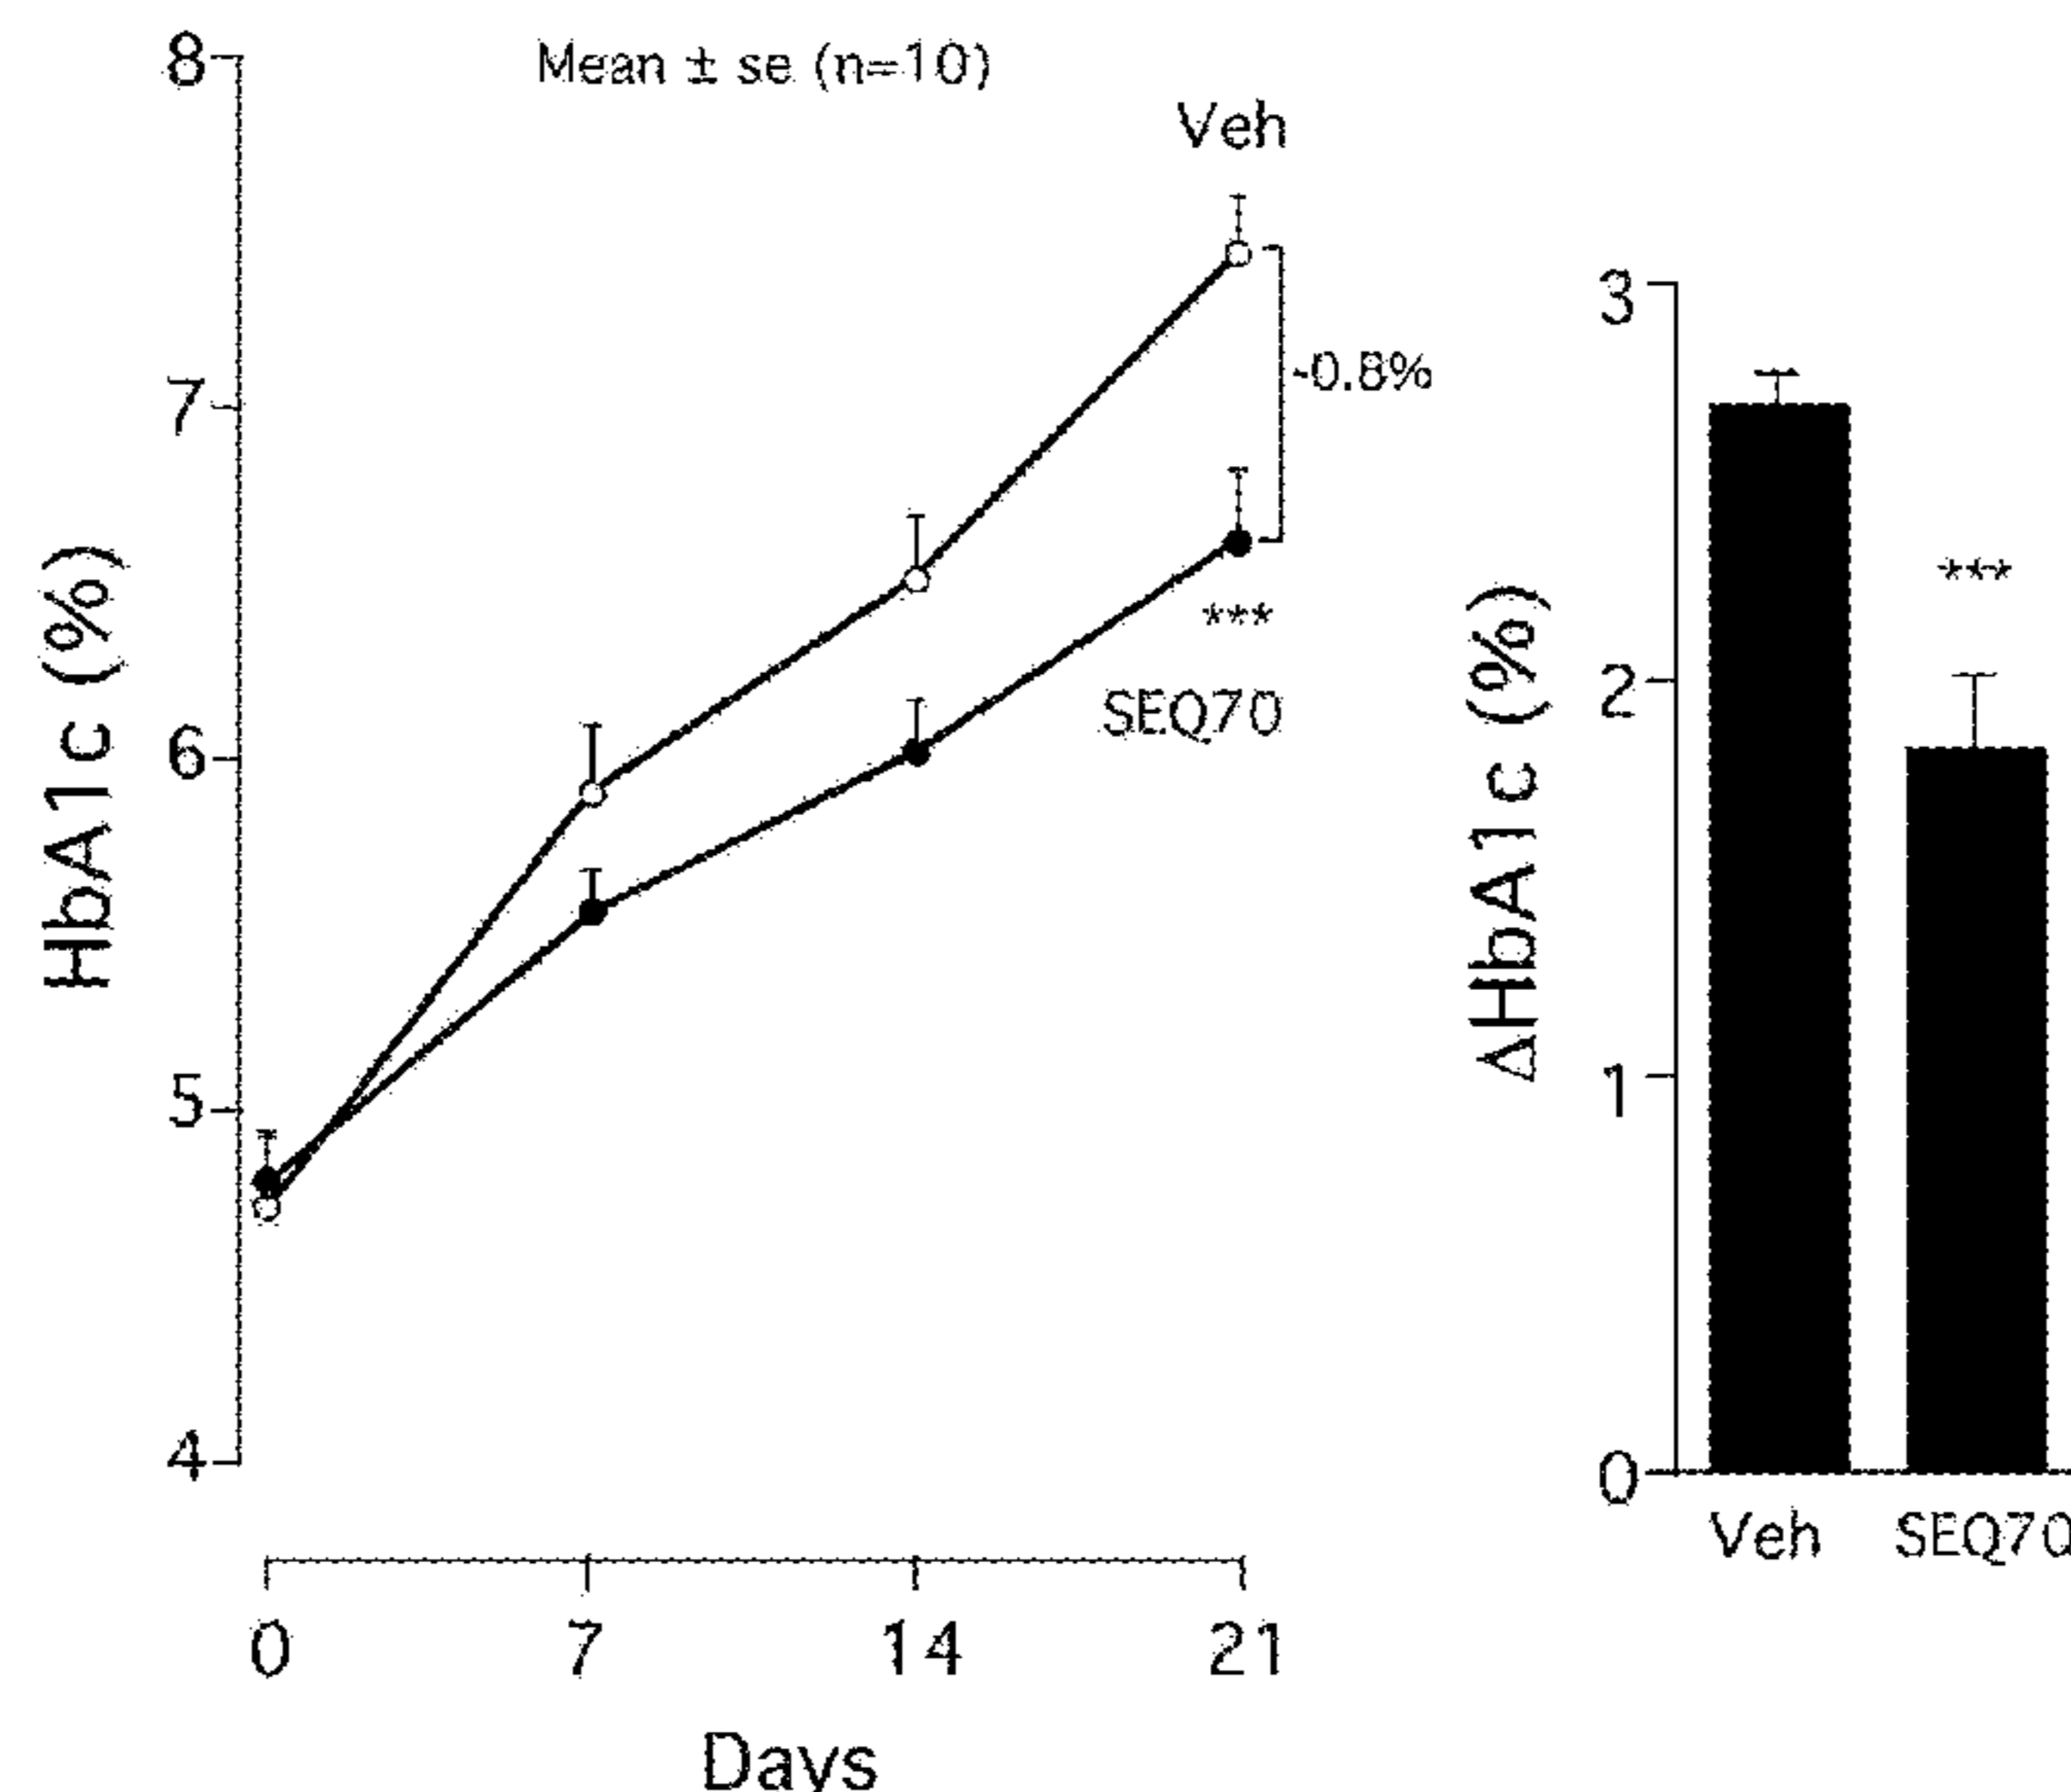 Mean ± se (n=10)
Veh
-0.8%
***
SEQ70
HbA1c (%)
8
7
6
5
4
0 7 14 21
Days
ΔHbA1c (%)
3
2
1
0
***
Veh SEQ70